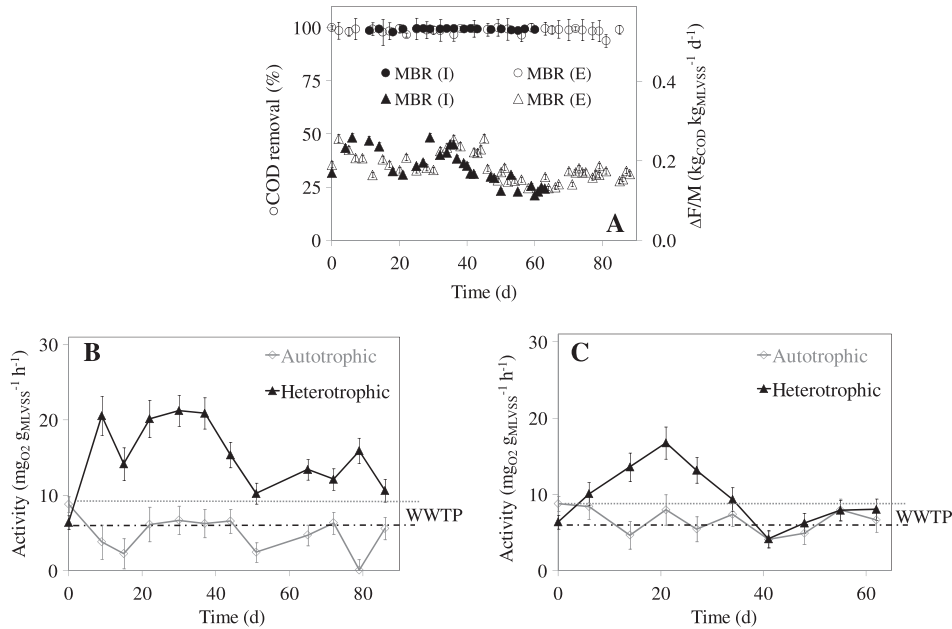 100
75
50
25
0
0.4
0.2
0.0
○COD removal (%)
ΔF/M (kgCOD kgMLVSS⁻¹ d⁻¹)
MBR (I) MBR (E)
MBR (I) MBR (E)
A
0 20 40 60 80
Time (d)
B
30
20
10
0
Activity (mgO2 gMLVSS⁻¹ h⁻¹)
Autotrophic
Heterotrophic
WWTP
0 20 40 60 80
Time (d)
C
30
20
10
0
Activity (mgO2 gMLVSS⁻¹ h⁻¹)
Autotrophic
Heterotrophic
WWTP
0 20 40 60
Time (d)